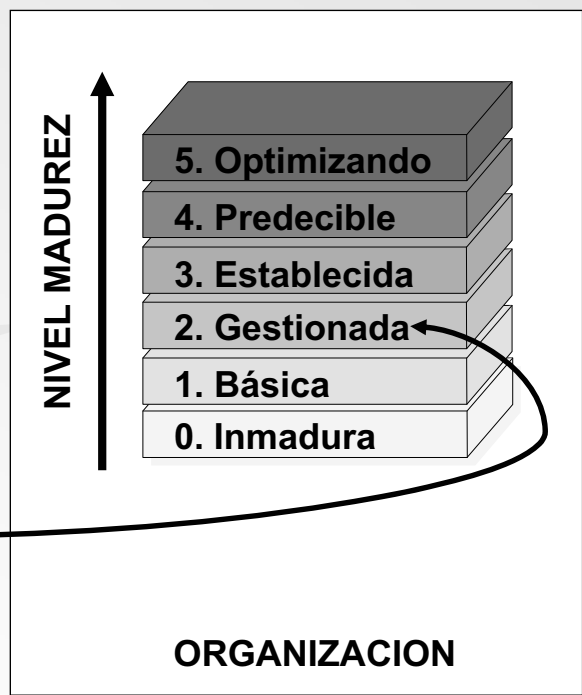 NIVEL MADUREZ
5. Optimizando
4. Predecible
3. Establecida
2. Gestionada
1. Básica
0. Inmadura
ORGANIZACION